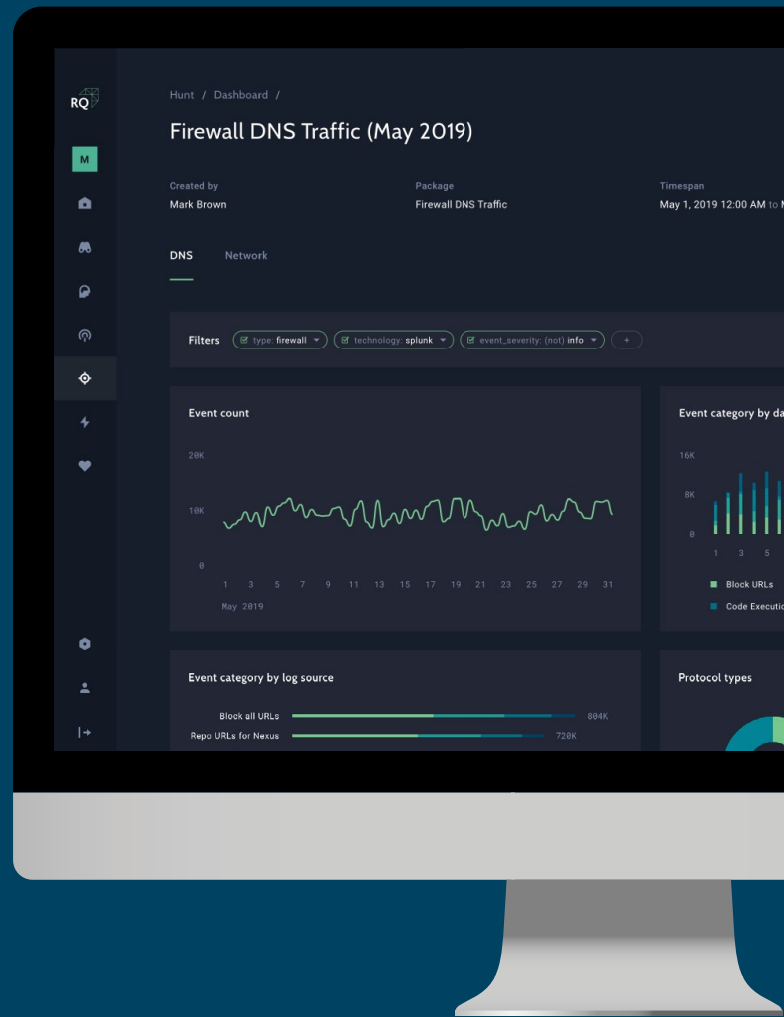 RQ
Hunt / Dashboard /
Firewall DNS Traffic (May 2019)
M
Created by
Mark Brown
Package
Firewall DNS Traffic
Timespan
May 1, 2019 12:00 AM to
DNS Network
Filters type: firewall technology: splunk event_severity: (not) info +
Event count
20K
10K
0
1 3 5 7 9 11 13 15 17 19 21 23 25 27 29 31
May 2019
Event category by
16K
8K
0
1 3 5
Block URLs
Code
Event category by log source
Block all URLs 804K
Repo URLs for Nexus 720K
Protocol types